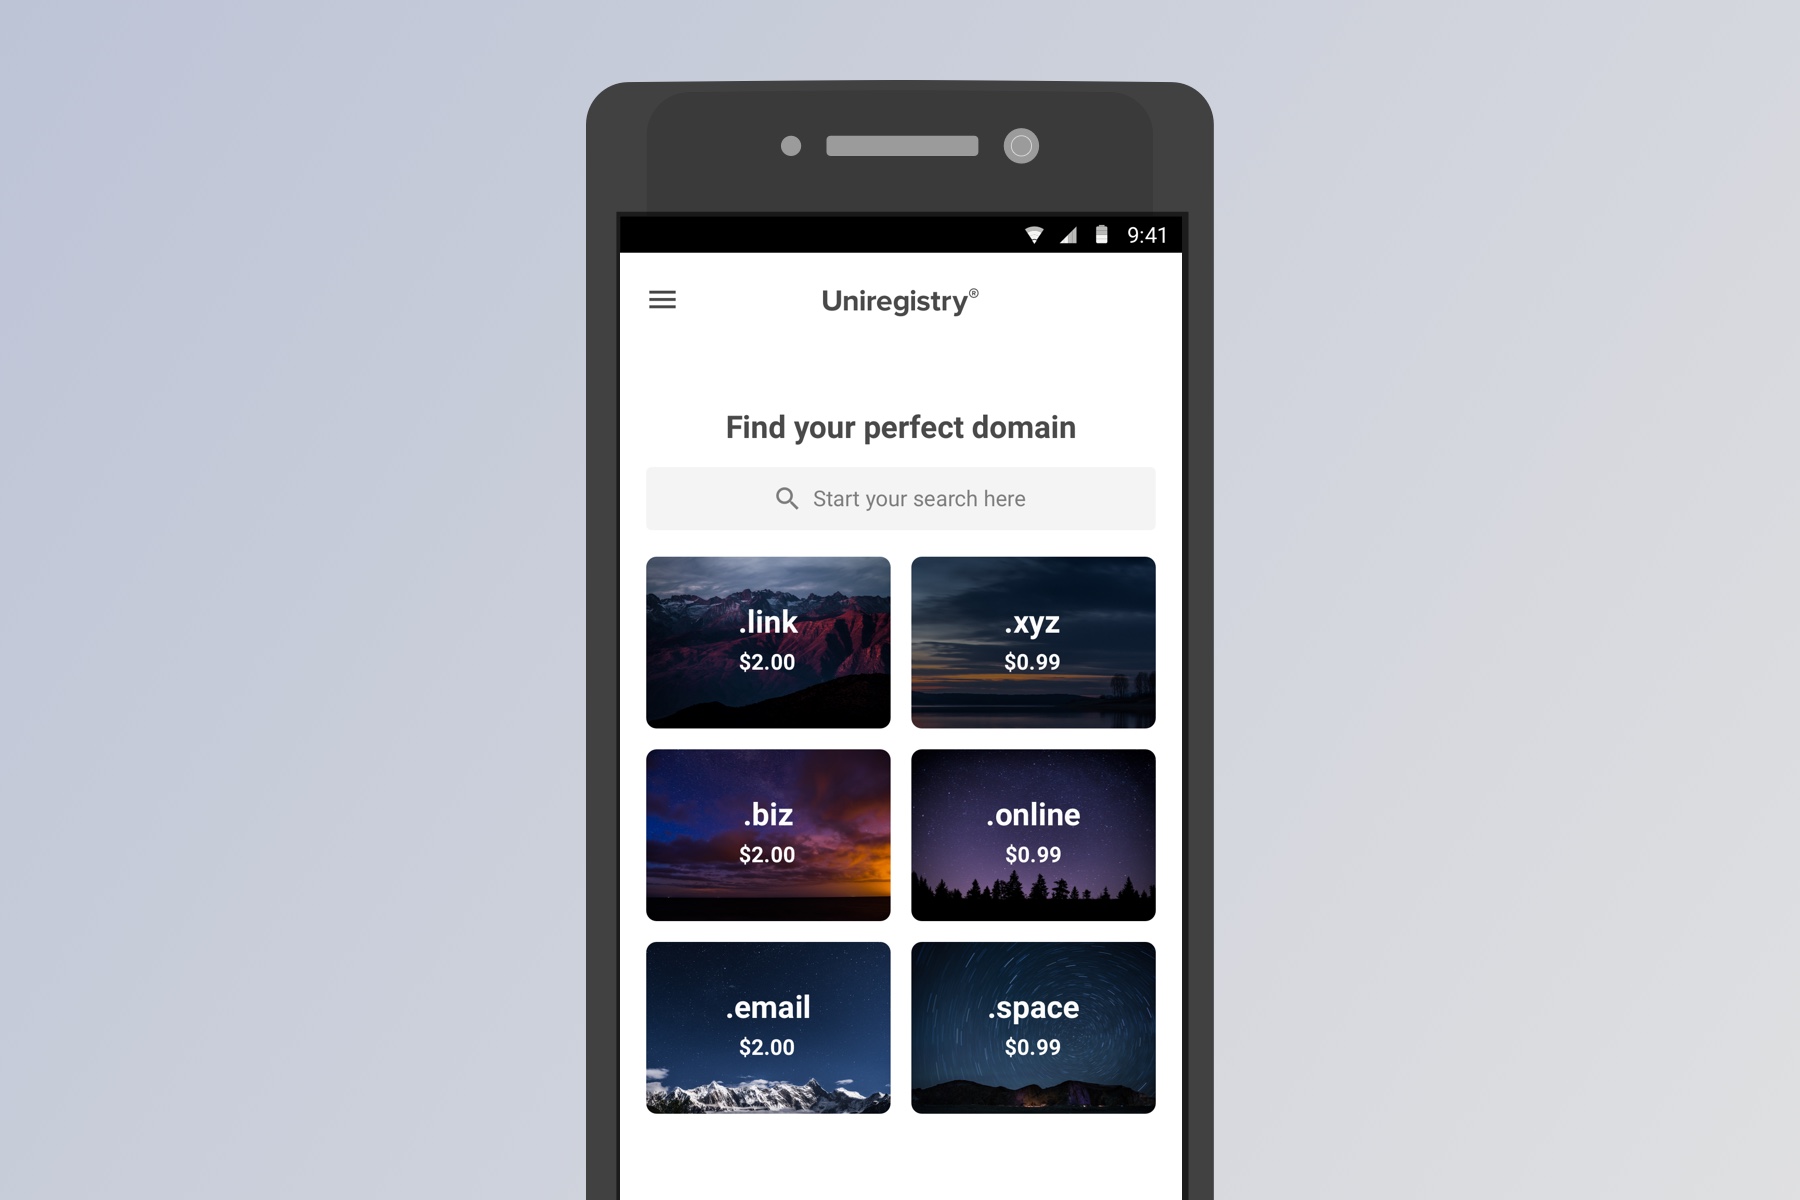 9:41
Uniregistry®
Find your perfect domain
Start your search here
.link
$2.00
.xyz
$0.99
.biz
$2.00
.online
$0.99
.email
$2.00
.space
$0.99